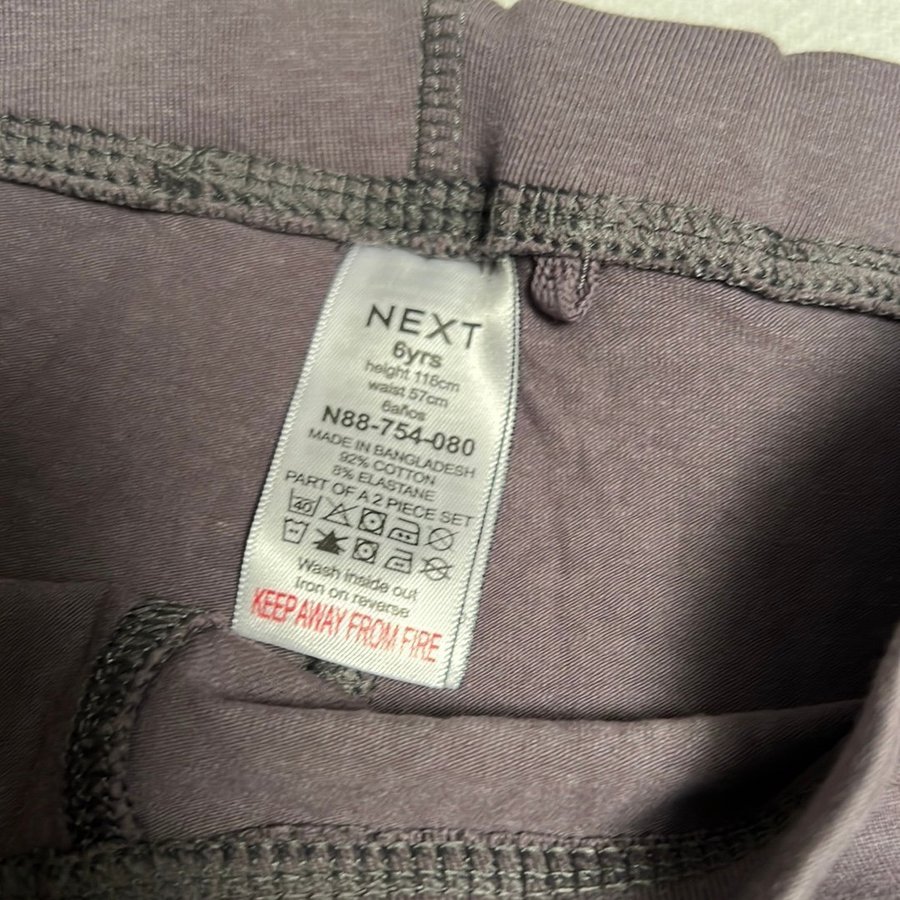 NEXT
6yrs
height 116cm
waist 57cm
6años
N88-754-080
MADE IN BANGLADESH
92% COTTON
8% ELASTANE
PART OF A 2 PIECE SET
40
Wash inside out
Iron on reverse
KEEP AWAY FROM FIRE